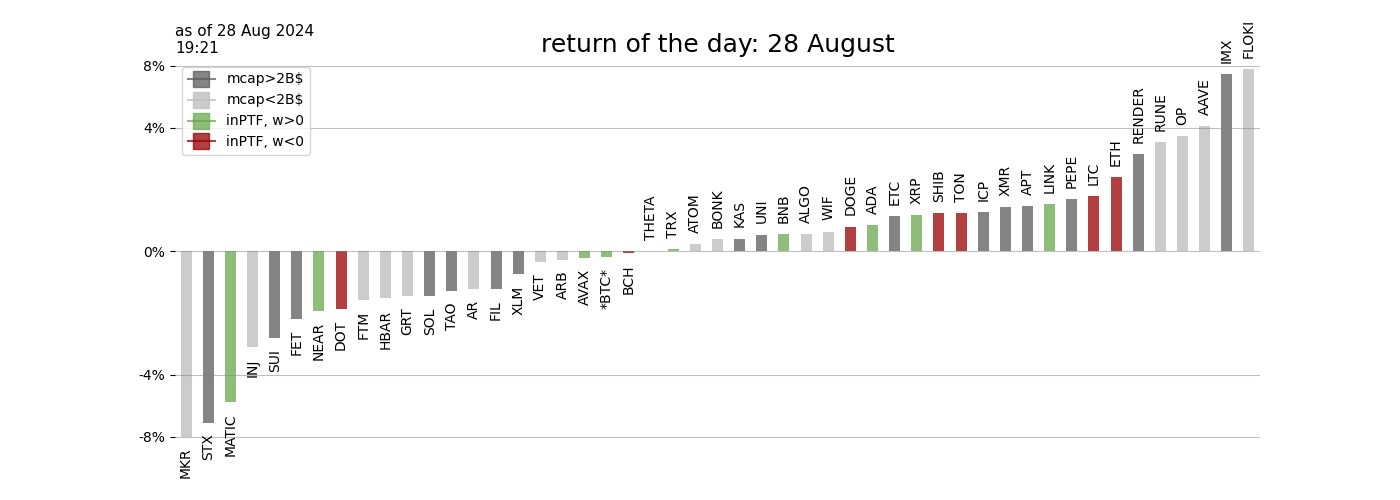 as of 28 Aug 2024
19:21
return of the day: 28 August
8%
4%
0%
-4%
-8%
mcap>2B$
mcap<2B$
inPTF, w>0
inPTF, w<0
MKR
STX
MATIC
INJ
SUI
FET
NEAR
DOT
FTM
HBAR
GRT
SOL
TAO
AR
FIL
XLM
VET
ARB
AVAX
*BTC*
BCH
THETA
TRX
ATOM
BONK
KAS
UNI
BNB
ALGO
WIF
DOGE
ADA
ETC
XRP
SHIB
TON
ICP
XMR
APT
LINK
PEPE
LTC
ETH
RENDER
RUNE
OP
AAVE
IMX
FLOKI